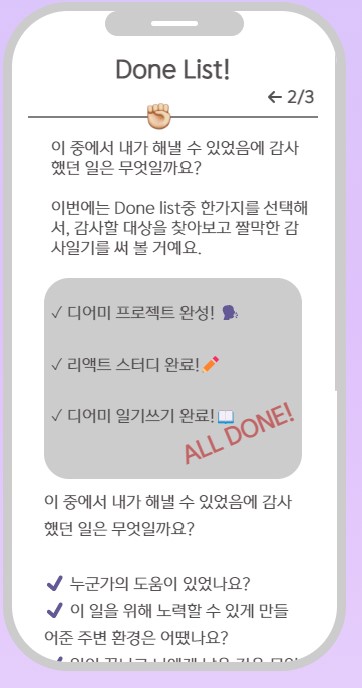 Done List!
← 2/3
이 중에서 내가 해낼 수 있었음에 감사
했던 일은 무엇일까요?
이번에는 Done list중 한가지를 선택해
서, 감사할 대상을 찾아보고 짤막한 감
사일기를 써 볼 거예요.
✓ 디어미 프로젝트 완성!
✓ 리액트 스터디 완료!
✓ 디어미 일기쓰기 완료!
ALL DONE!
이 중에서 내가 해낼 수 있었음에 감사
했던 일은 무엇일까요?
✔ 누군가의 도움이 있었나요?
✔ 이 일을 위해 노력할 수 있게 만들
어준 주변 환경은 어땠나요?